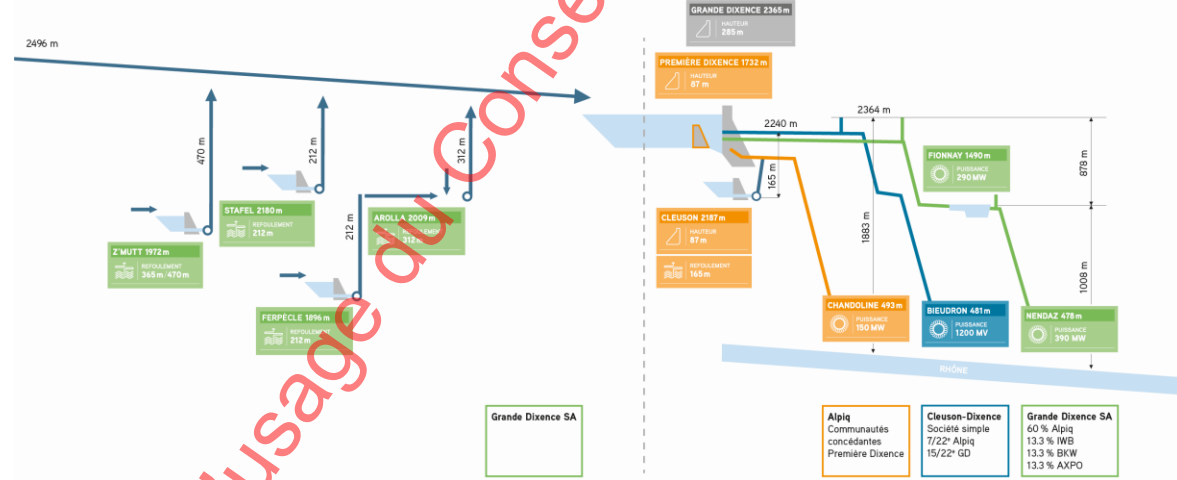 2496 m
470 m
212 m
312 m
212 m
Z'MUTT 1972 m
REFOULEMENT
365 m/470 m
STAFEL 2180 m
REFOULEMENT
212 m
AROLLA 2009 m
REFOULEMENT
312 m
FERPÈCLE 1896 m
REFOULEMENT
212 m
Grande Dixence SA
GRANDE DIXENCE 2365 m
HAUTEUR
285 m
PREMIÈRE DIXENCE 1732 m
HAUTEUR
87 m
2240 m
2364 m
165 m
CLEUSON 2187 m
HAUTEUR
87 m
REFOULEMENT
165 m
1883 m
FIONNAY 1490 m
PUISSANCE
290 MW
878 m
1008 m
CHANDOLINE 493 m
PUISSANCE
150 MW
BIEUDRON 481 m
PUISSANCE
1200 MV
NENDAZ 478 m
PUISSANCE
390 MW
RHÔNE
Alpiq
Communautés
concédantes
Première Dixence
Cleuson-Dixence
Société simple
7/22e Alpiq
15/22e GD
Grande Dixence SA
60 % Alpiq
13.3 % IWB
13.3 % BKW
13.3 % AXPO
usage du Conse